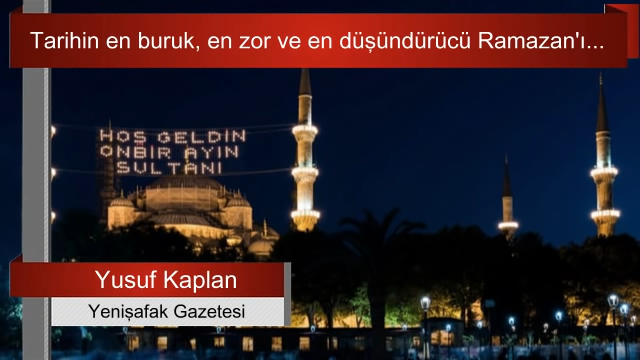 Tarihin en buruk, en zor ve en düşündürücü Ramazan'ı...
HOŞ GELDİN
ONBİR AYIN
SULTANI
Yusuf Kaplan
Yenişafak Gazetesi